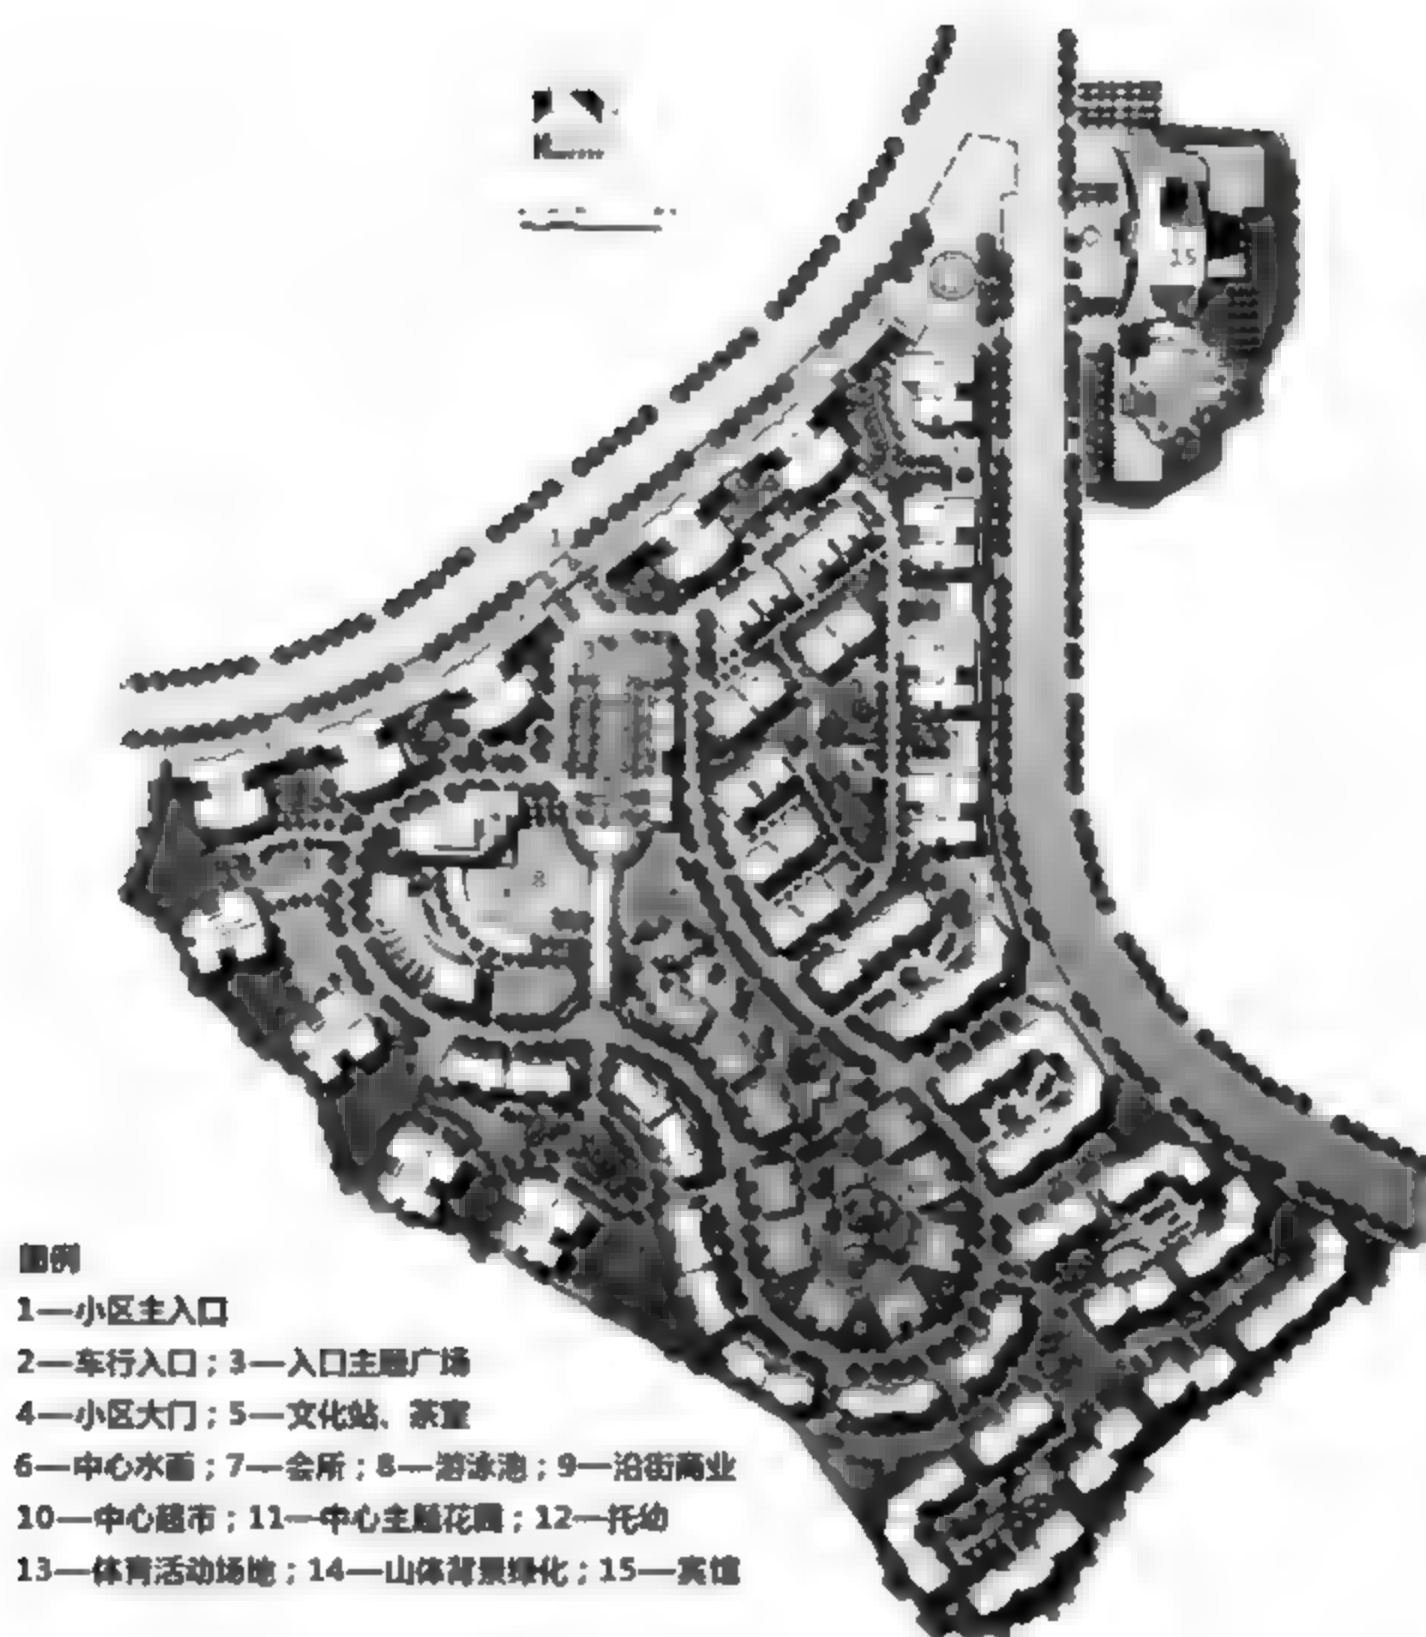 15
1
3
8
图例
1—小区主入口
2—车行入口；3—入口主题广场
4—小区大门；5—文化站、茶室
6—中心水面；7—会所；8—游泳池；9—沿街商业
10—中心超市；11—中心主题花园；12—托幼
13—体育活动场地；14—山体背景绿化；15—宾馆